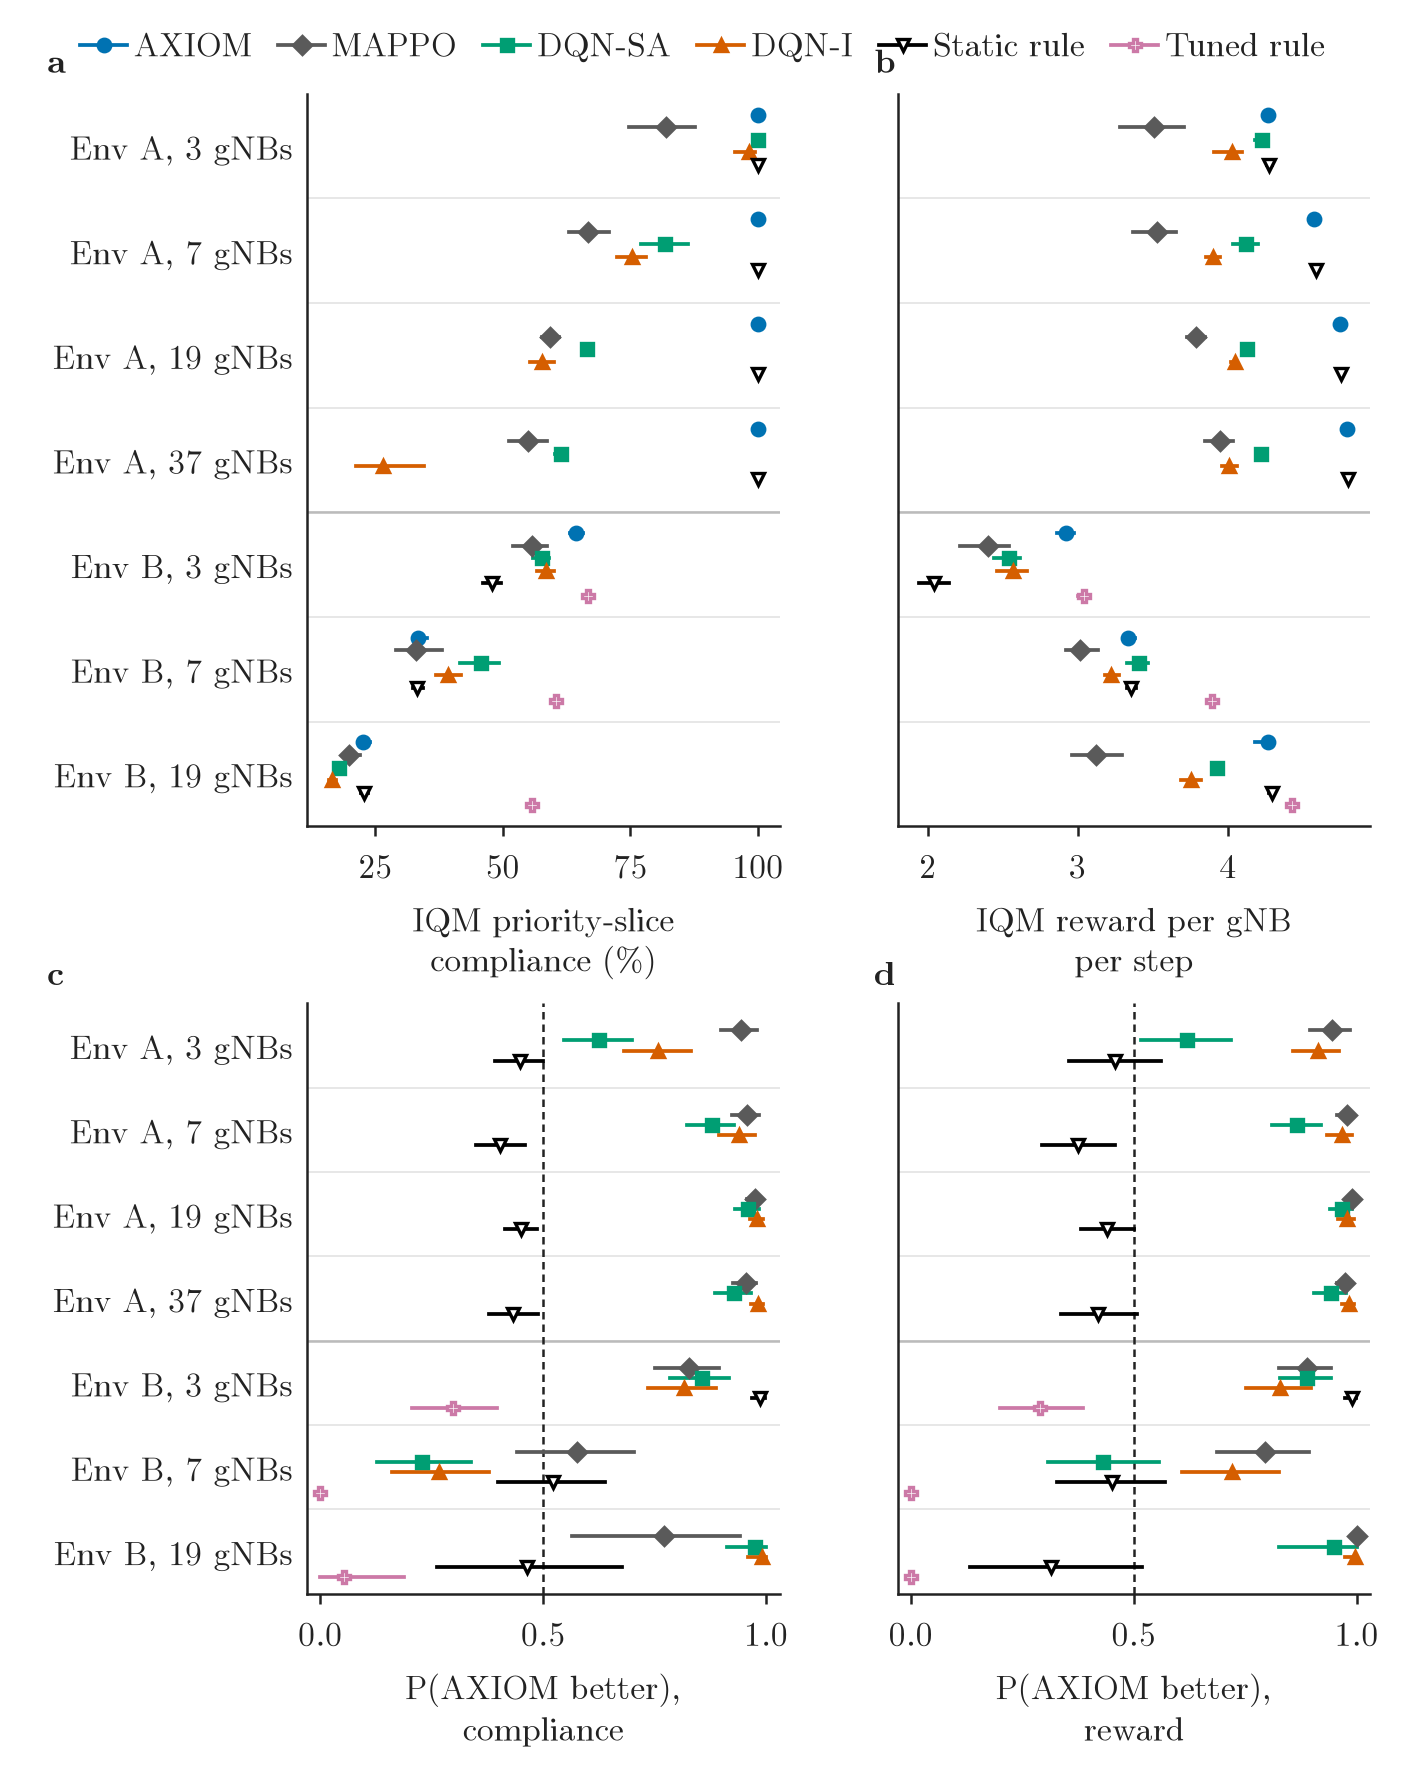 AXIOM MAPPO DQN-SA DQN-I Static rule Tuned rule
a
b
Env A, 3 gNBs
Env A, 7 gNBs
Env A, 19 gNBs
Env A, 37 gNBs
Env B, 3 gNBs
Env B, 7 gNBs
Env B, 19 gNBs
25 50 75 100
IQM priority-slice
compliance (%)
2 3 4
IQM reward per gNB
per step
c
d
Env A, 3 gNBs
Env A, 7 gNBs
Env A, 19 gNBs
Env A, 37 gNBs
Env B, 3 gNBs
Env B, 7 gNBs
Env B, 19 gNBs
0.0 0.5 1.0
P(AXIOM better),
compliance
0.0 0.5 1.0
P(AXIOM better),
reward